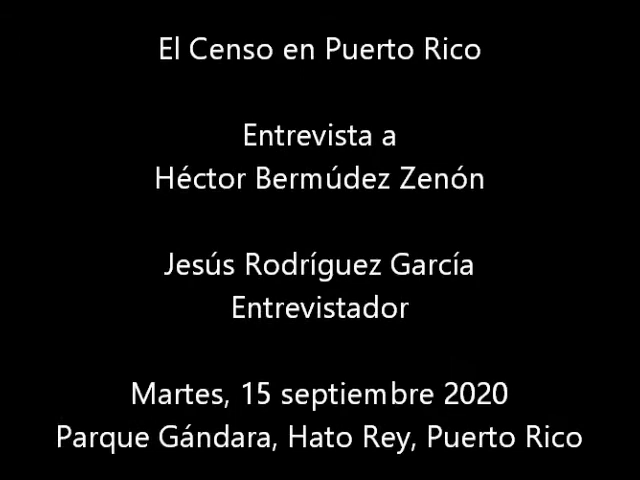 El Censo en Puerto Rico
Entrevista a
Héctor Bermúdez Zenón
Jesús Rodríguez García
Entrevistador
Martes, 15 septiembre 2020
Parque Gándara, Hato Rey, Puerto Rico